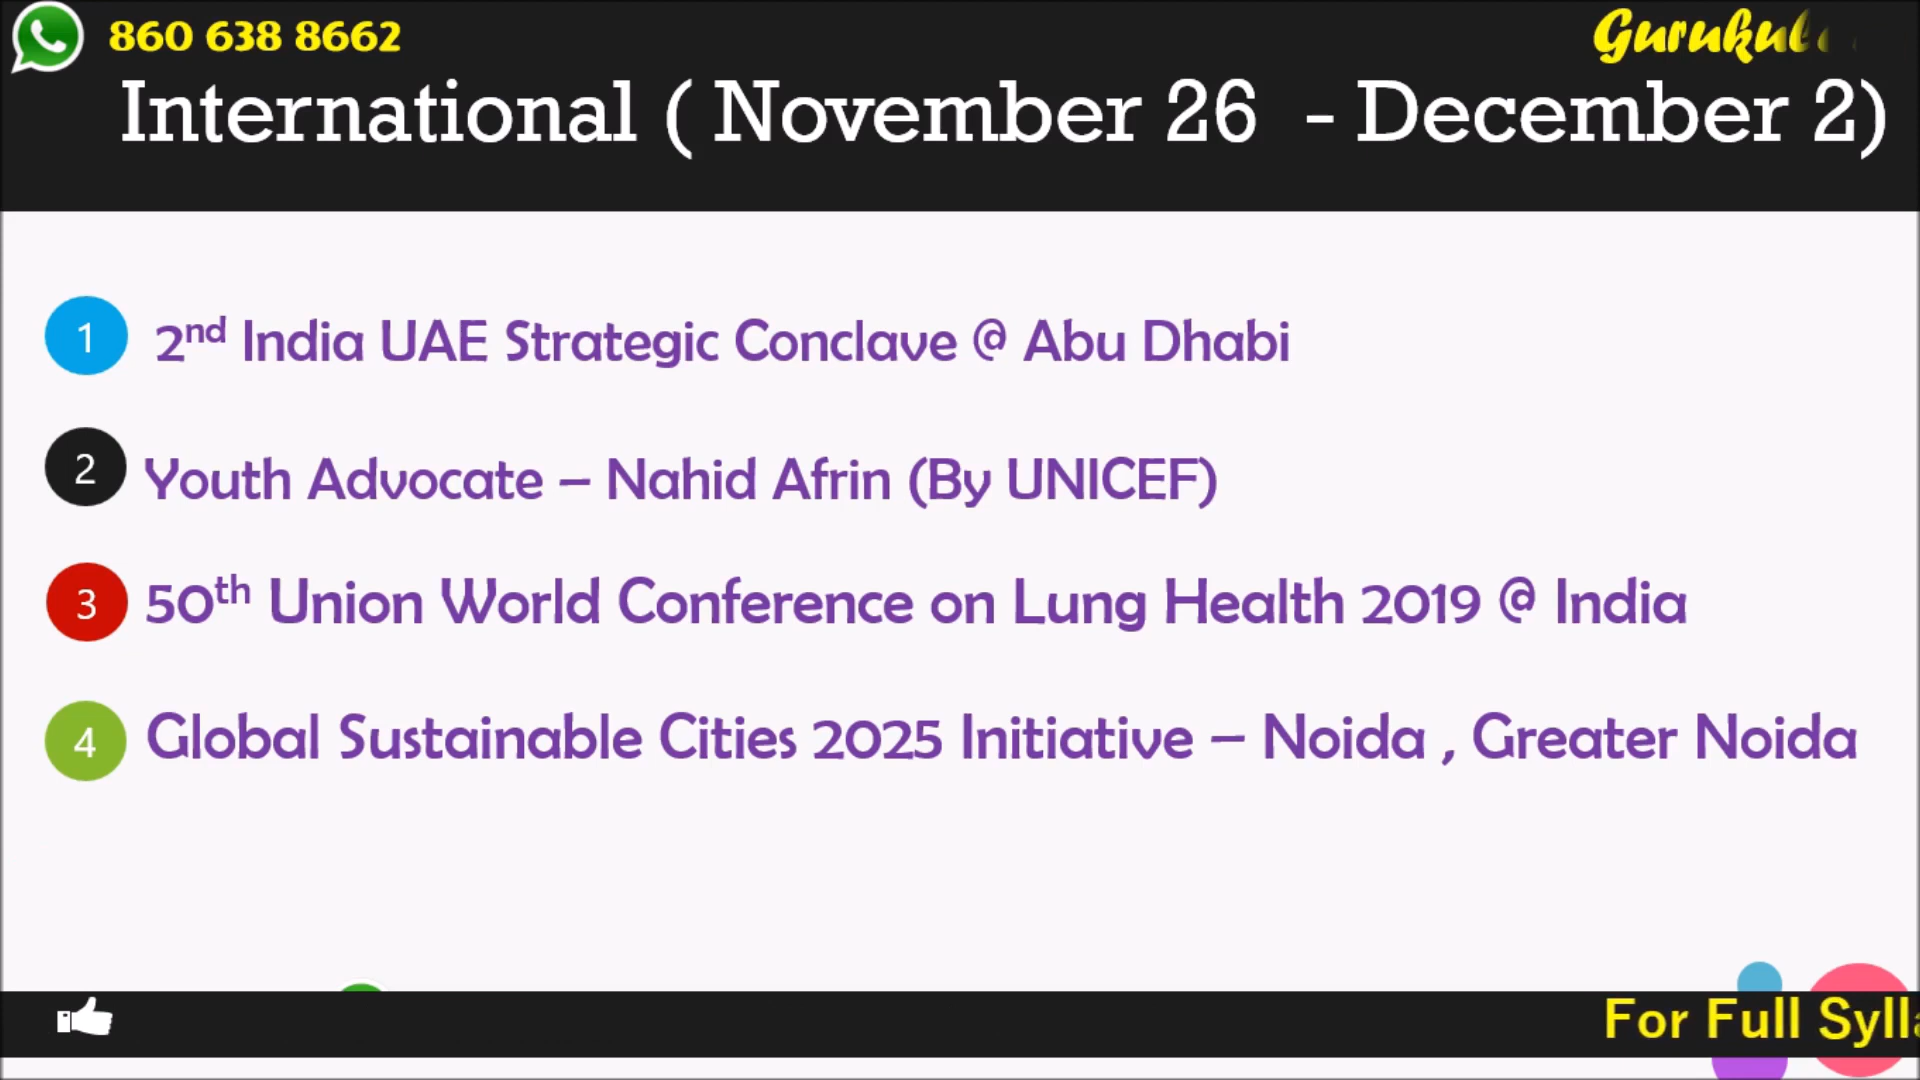 860 638 8662
Gurukul
International ( November 26 - December 2)
1 2nd India UAE Strategic Conclave @ Abu Dhabi
2 Youth Advocate – Nahid Afrin (By UNICEF)
3 50th Union World Conference on Lung Health 2019 @ India
4 Global Sustainable Cities 2025 Initiative – Noida , Greater Noida
For Full